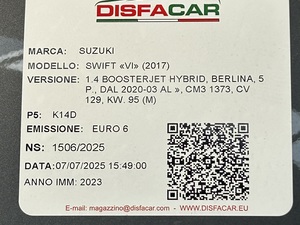 DISFACAR
MARCA: SUZUKI
MODELLO: SWIFT «VI» (2017)
VERSIONE: 1.4 BOOSTERJET HYBRID, BERLINA, 5
P., DAL 2020-03 AL », CM3 1373, CV
129, KW. 95 (M)
P5: K14D
EMISSIONE: EURO 6
NS: 1506/2025
DATA:07/07/2025 15:49:00
ANNO IMM: 2023
E-mail: magazzino@disfacar.com - WWW.DISFACAR.EU